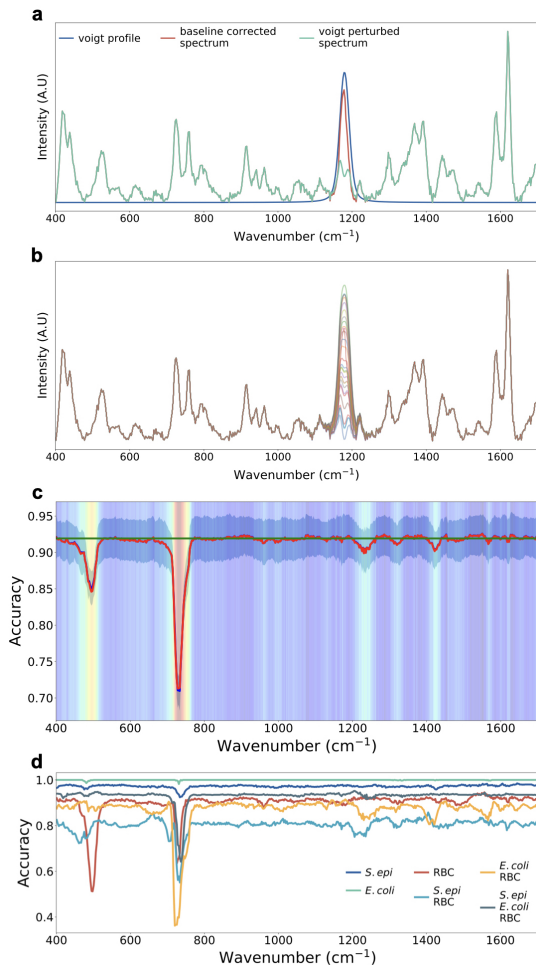 a
voigt profile
baseline corrected
spectrum
voigt perturbed
spectrum
Intensity (A.U)
400 600 800 1000 1200 1400 1600
Wavenumber (cm⁻¹)
b
Intensity (A.U)
400 600 800 1000 1200 1400 1600
Wavenumber (cm⁻¹)
c
Accuracy
0.95
0.90
0.85
0.80
0.75
0.70
400 600 800 1000 1200 1400 1600
Wavenumber (cm⁻¹)
d
Accuracy
1.0
0.8
0.6
0.4
S. epi
E. coli
RBC
S. epi
RBC
E. coli
RBC
S. epi
E. coli
RBC
400 600 800 1000 1200 1400 1600
Wavenumber (cm⁻¹)